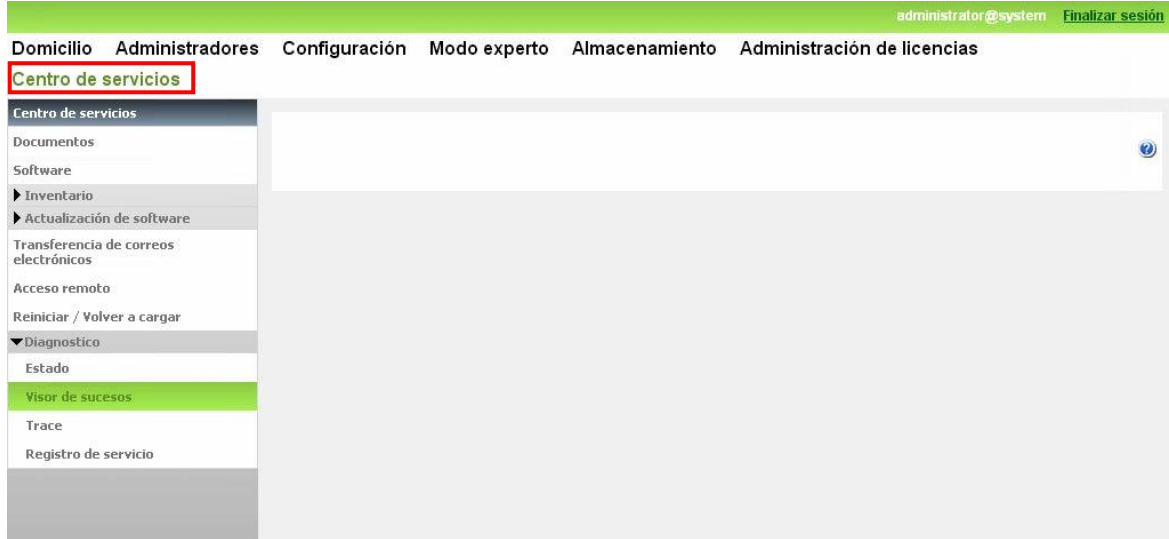 administrator@system Finalizar sesión
Domicilio Administradores Configuración Modo experto Almacenamiento Administración de licencias
Centro de servicios
Centro de servicios
Documentos
Software
Inventario
Actualización de software
Transferencia de correos
electrónicos
Acceso remoto
Reiniciar / Volver a cargar
Diagnostico
Estado
Visor de sucesos
Trace
Registro de servicio